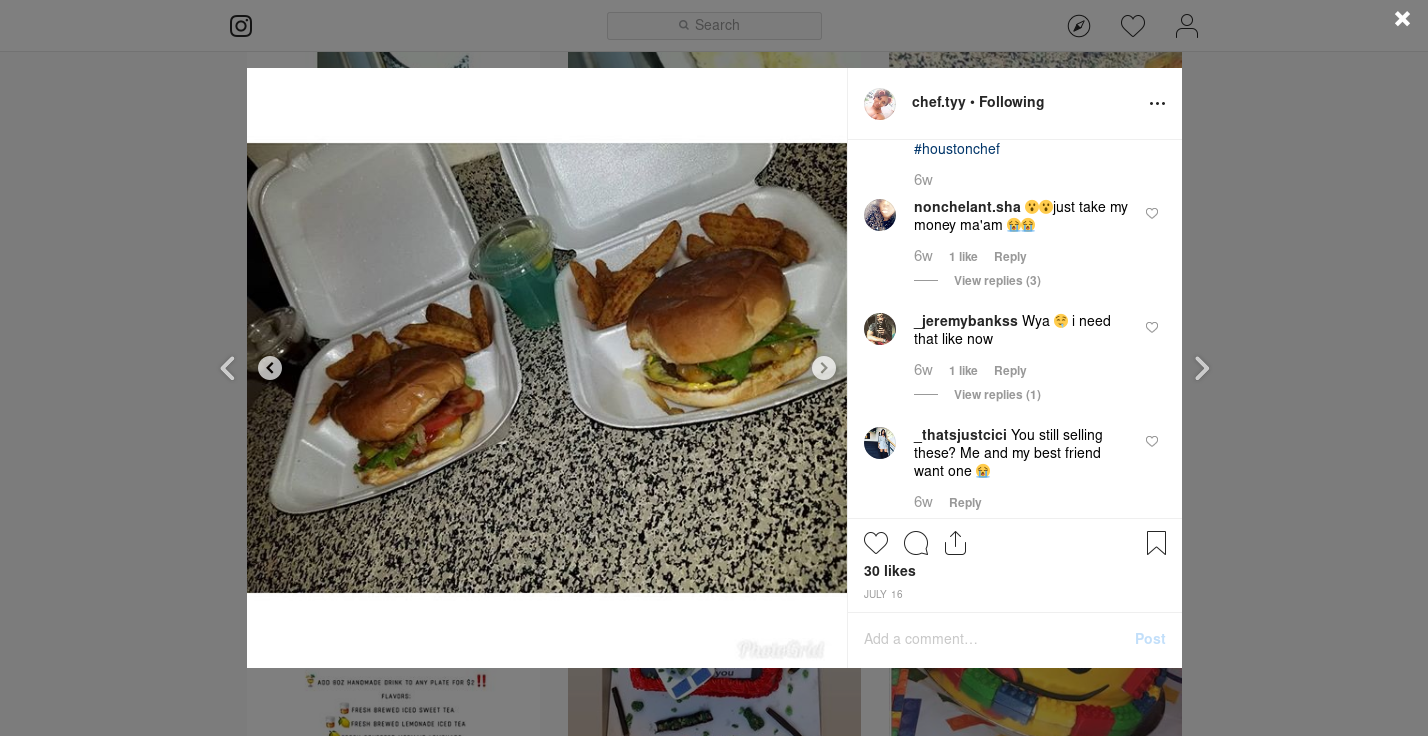 Search
chef.tyy • Following
#houstonchef
6w
nonchelant.sha 😮😮just take my
money ma'am 😭😭
6w 1 like Reply
View replies (3)
_jeremybankss Wya 😌 i need
that like now
6w 1 like Reply
View replies (1)
_thatsjustcici You still selling
these? Me and my best friend
want one 😭
6w Reply
30 likes
JULY 16
Add a comment... Post
PhotoGrid
ADD 8OZ HANDMADE DRINK TO ANY PLATE FOR $2‼️
FLAVORS:
FRESH BREWED ICED SWEET TEA
FRESH BREWED LEMONADE ICED TEA
you